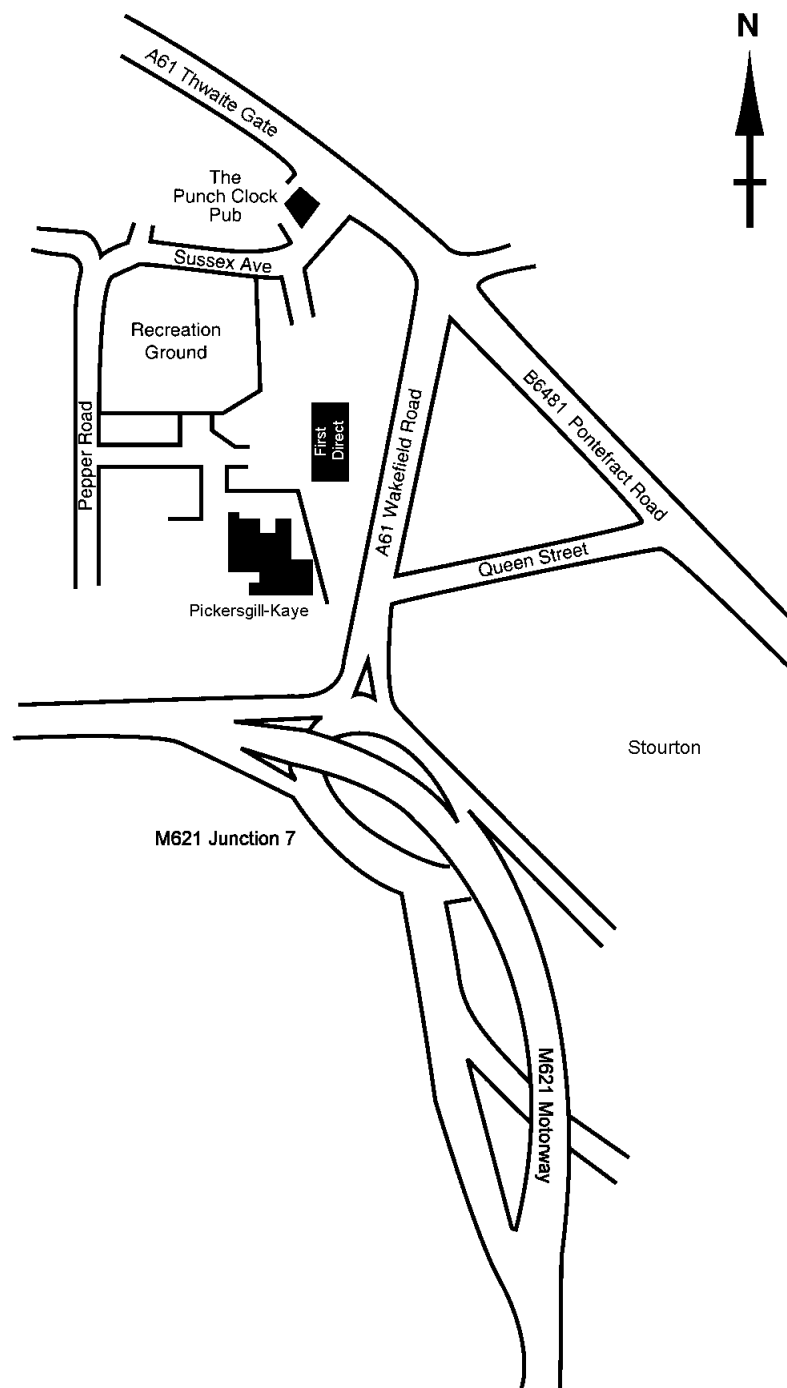 N
A61 Thwaite Gate
The
Punch Clock
Pub
Sussex Ave
Recreation
Ground
B6481 Pontefract Road
First
Direct
Pepper Road
A61 Wakefield Road
Queen Street
Pickersgill-Kaye
Stourton
M621 Junction 7
M621 Motorway